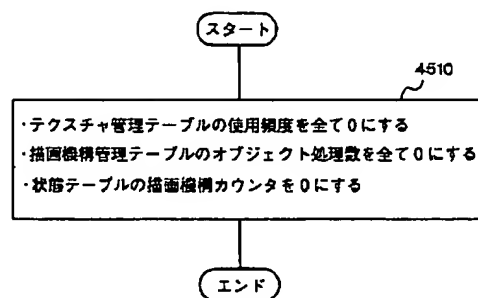 スタート
4510
・テクスチャ管理テーブルの使用頻度を全て0にする
・描画機構管理テーブルのオブジェクト処理数を全て0にする
・状態テーブルの描画機構カウンタを0にする
エンド